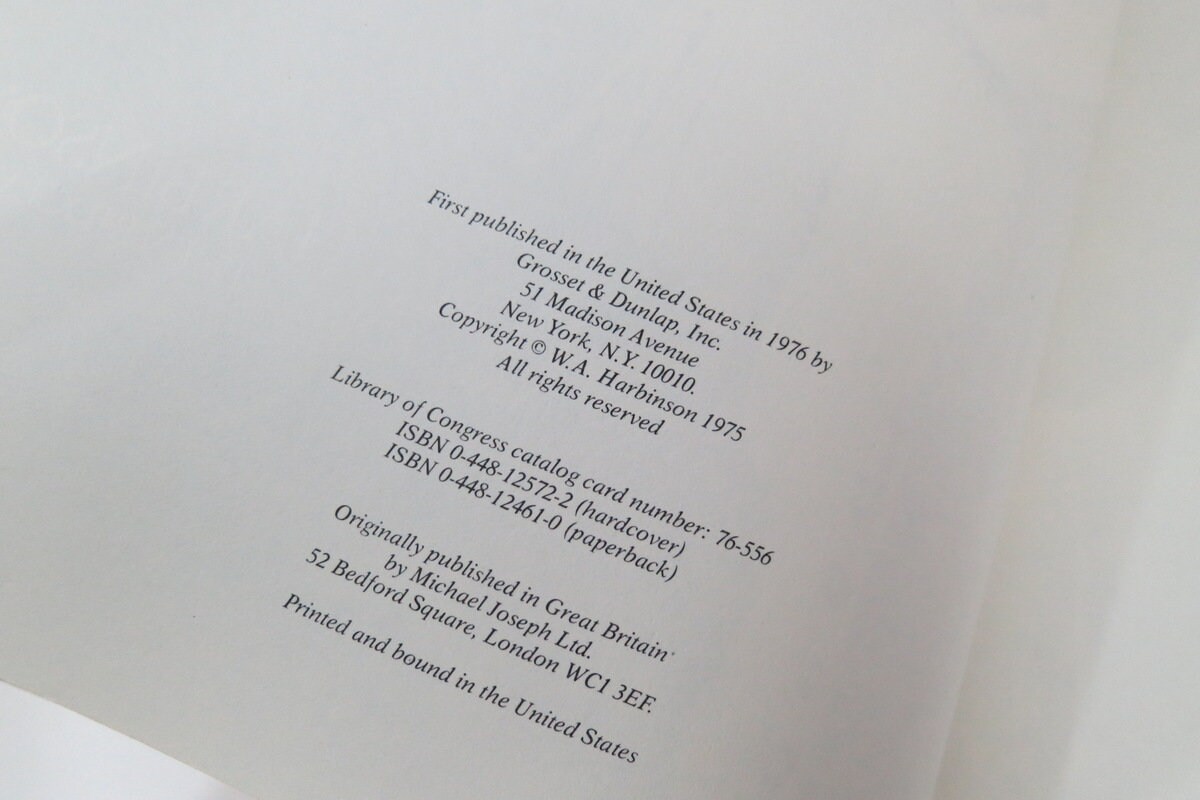 First published in the United States in 1976 by
Grosset & Dunlap, Inc.
51 Madison Avenue
New York, N.Y. 10010.
Copyright © W.A. Harbinson 1975
All rights reserved
Library of Congress catalog card number: 76-556
ISBN 0-448-12572-2 (hardcover)
ISBN 0-448-12461-0 (paperback)
Originally published in Great Britain
by Michael Joseph Ltd.
52 Bedford Square, London WC1 3EF.
Printed and bound in the United States